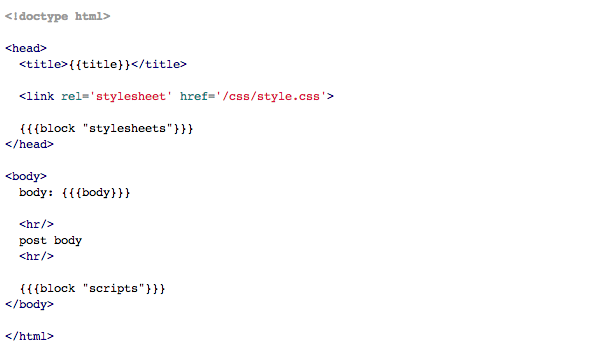 <!doctype html>
<head>
<title>{{title}}</title>
<link rel='stylesheet' href='/css/style.css'>
{{{block "stylesheets"}}}
</head>
<body>
body: {{{body}}}
<hr/>
post body
<hr/>
{{{block "scripts"}}}
</body>
</html>